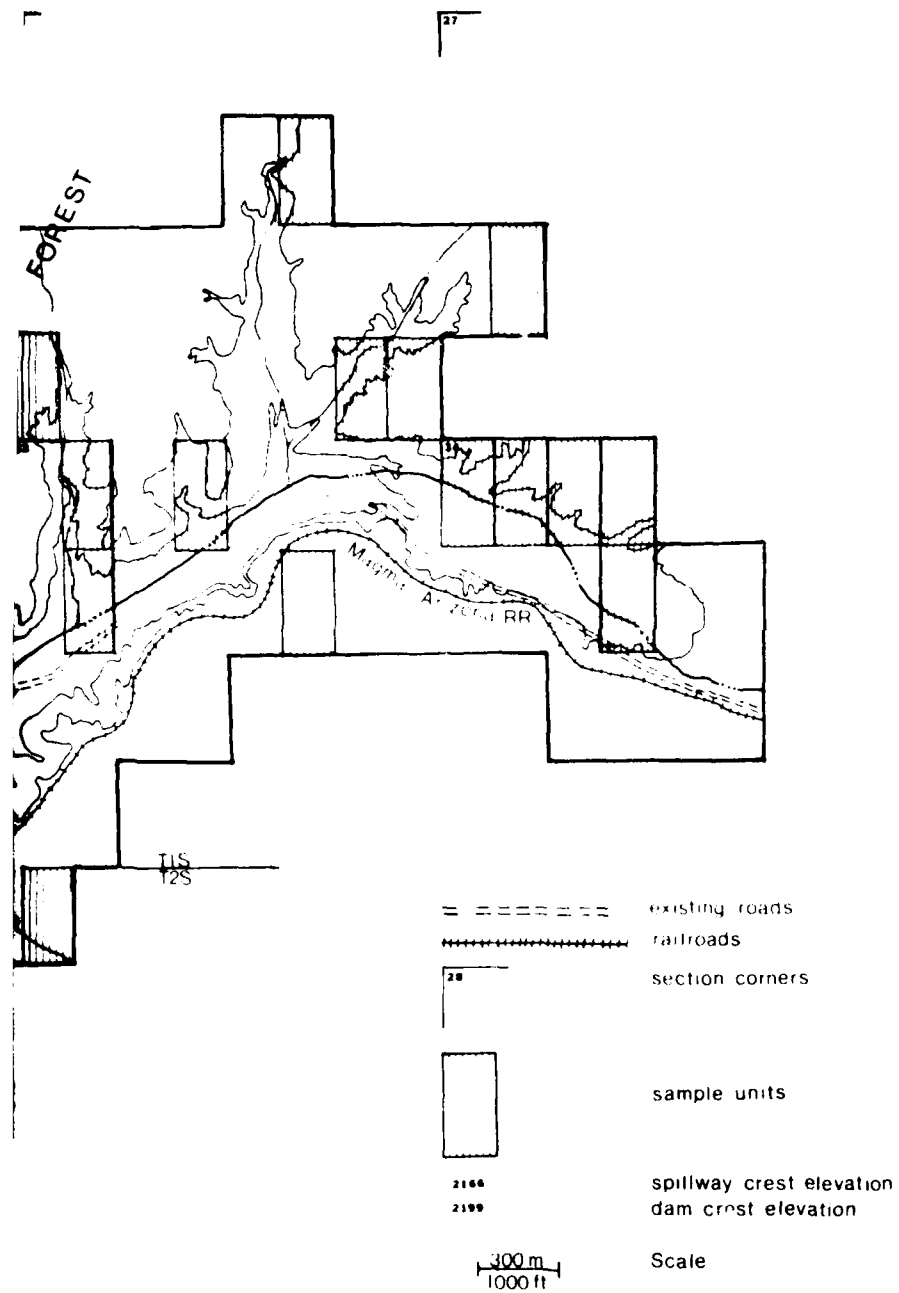 27
FOREST
34
Magma Arizona RR
T1S
T2S
existing roads
railroads
28
section corners
sample units
2166 spillway crest elevation
2199 dam crest elevation
300 m
1000 ft
Scale